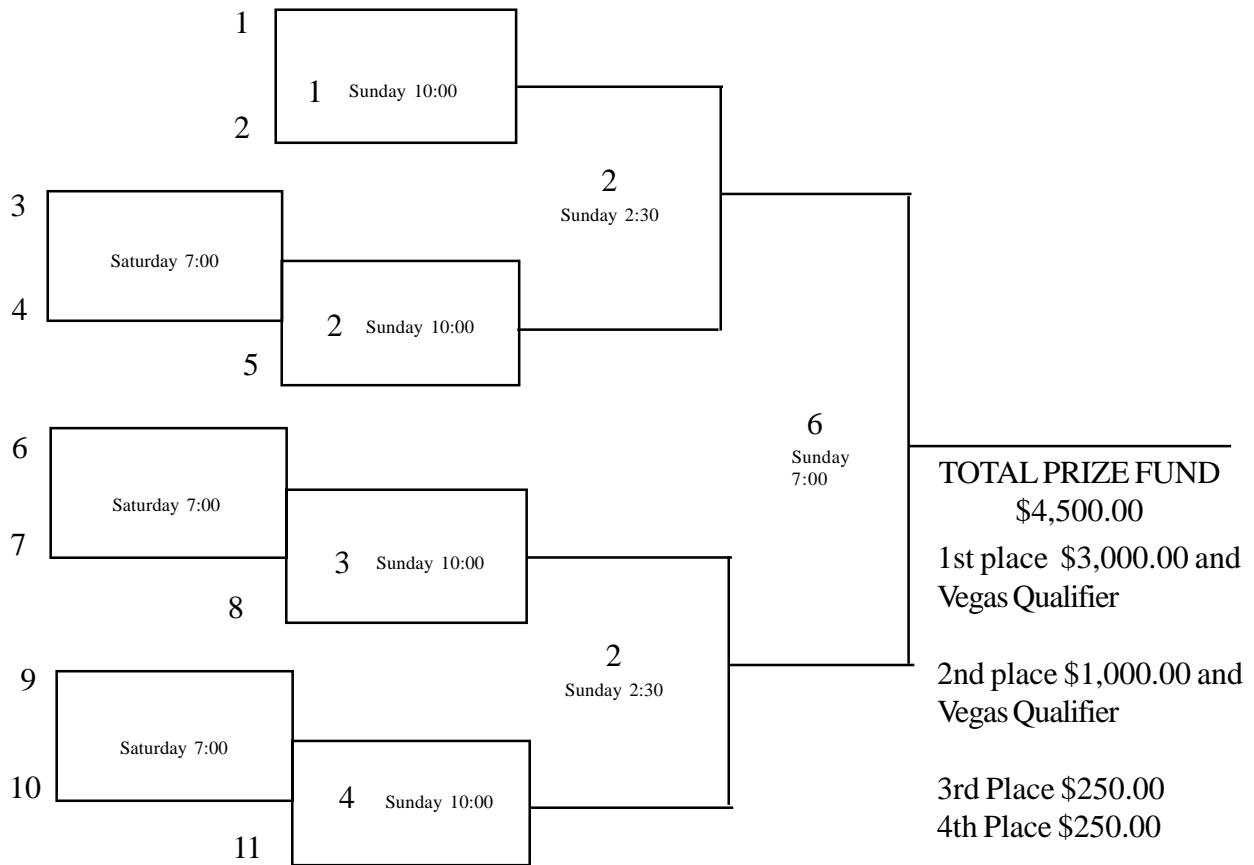 1
1 Sunday 10:00
2
2
Sunday 2:30
3
Saturday 7:00
4
2 Sunday 10:00
5
6
Saturday 7:00
7
3 Sunday 10:00
8
6
Sunday
7:00
TOTAL PRIZE FUND
$4,500.00
1st place $3,000.00 and
Vegas Qualifier
2
Sunday 2:30
2nd place $1,000.00 and
Vegas Qualifier
9
Saturday 7:00
10
4 Sunday 10:00
11
3rd Place $250.00
4th Place $250.00